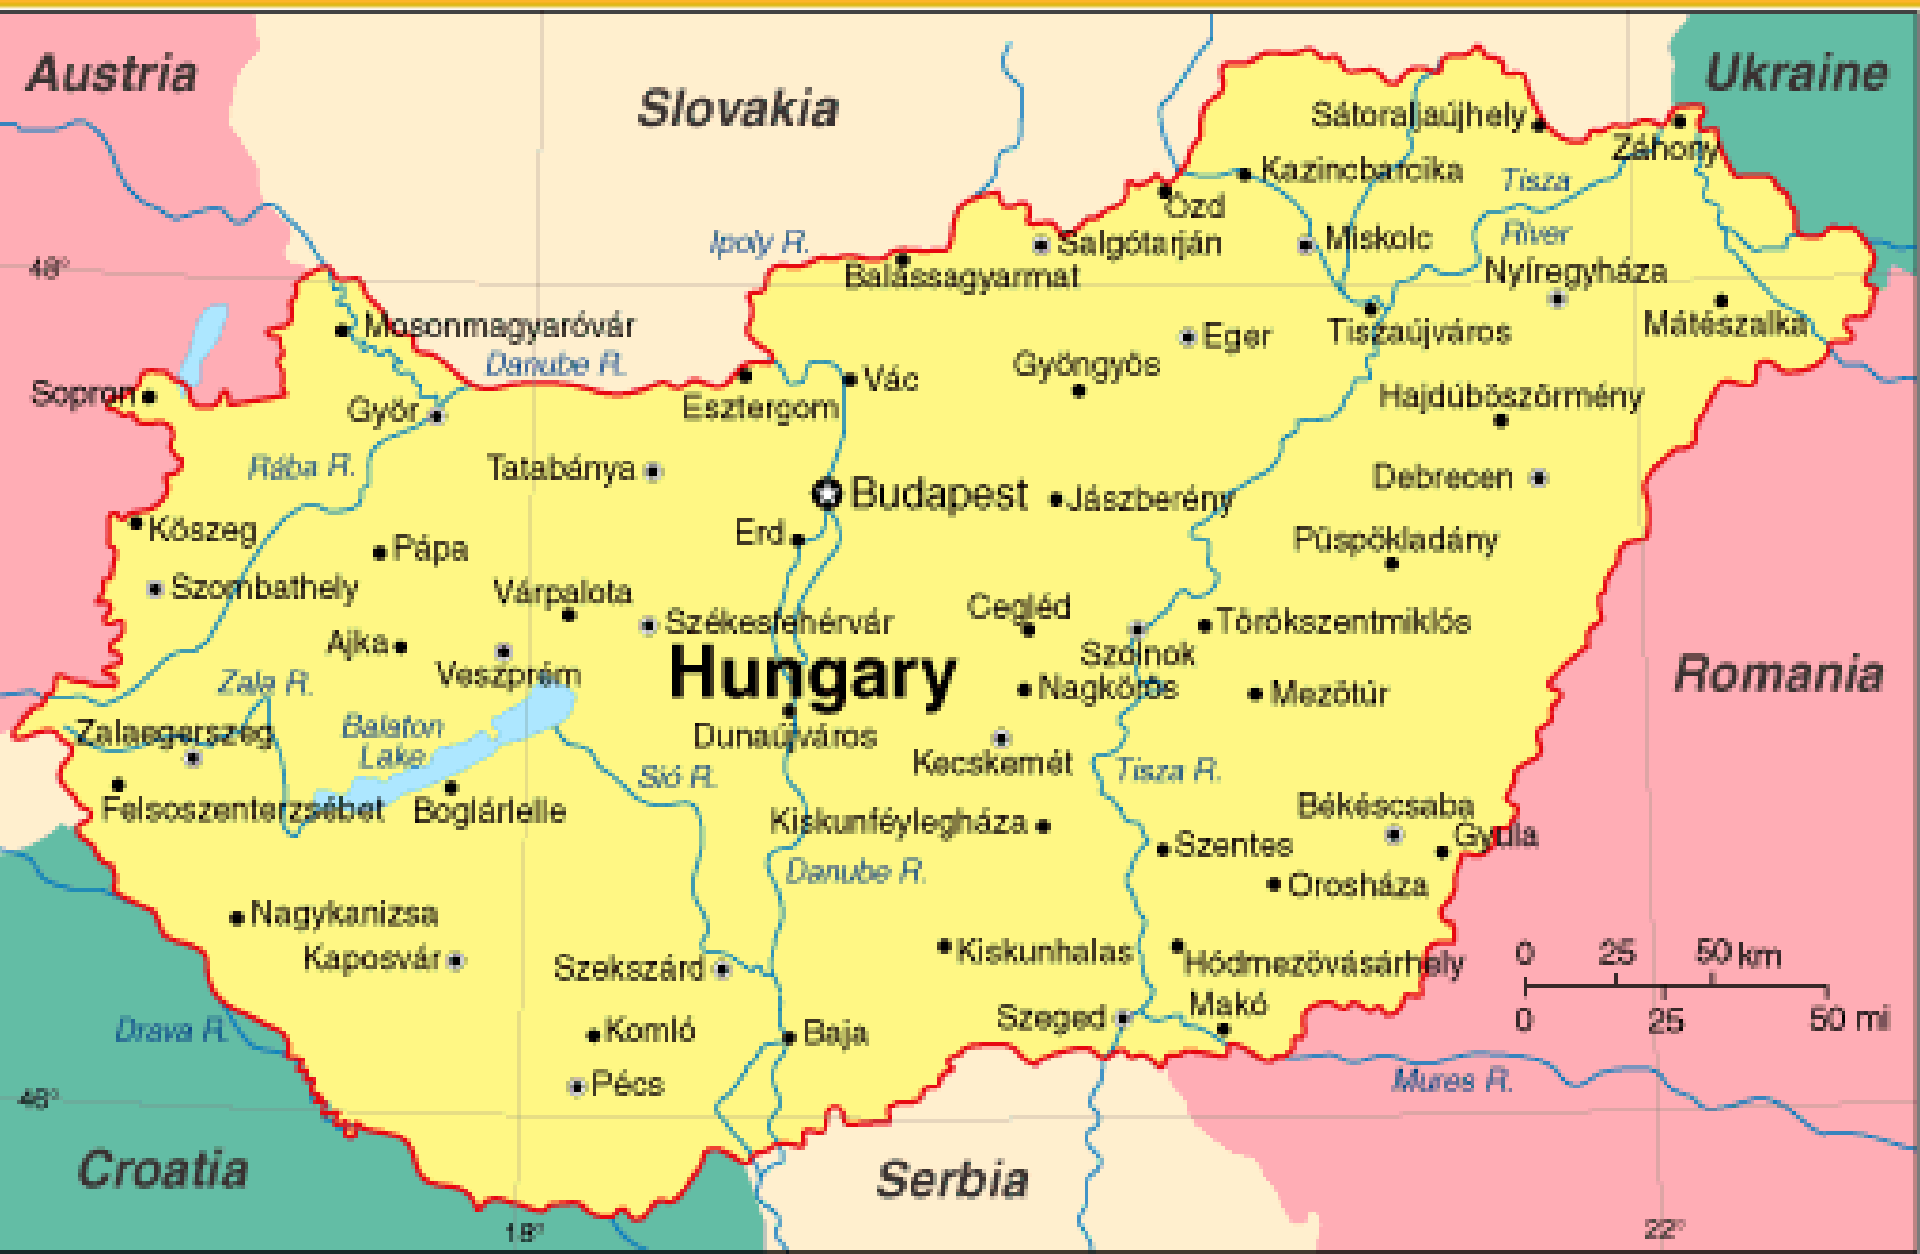 Austria
Slovakia
Ukraine
Sátoraljaújhely
Záhony
Kazincbarcika
Tisza
River
Ózd
Ipoly R.
Salgótarján
Miskolc
48°
Balassagyarmat
Nyíregyháza
Mosonmagyaróvár
Eger
Tiszaújváros
Mátészalka
Danube R.
Gyöngyös
Sopron
Vác
Győr
Esztergom
Hajdúböszörmény
Rába R.
Tatabánya
Debrecen
Budapest
Jászberény
Kőszeg
Erd
Püspökladány
Pápa
Szombathely
Várpalota
Cegléd
Székesfehérvár
Törökszentmiklós
Ajka
Szolnok
Veszprém
Hungary
Romania
Zala R.
Nagkörös
Mezőtúr
Zalaegerszeg
Balaton
Lake
Dunaújváros
Kecskemét
Tisza R.
Sió R.
Felsoszenterzsébet
Boglárlelle
Békéscsaba
Kiskunféylegháza
Gyula
Szentes
Danube R.
Orosháza
Nagykanizsa
Kaposvár
Szekszárd
Kiskunhalas
Hódmezövásárhely
0 25 50 km
Szeged
Makó
0 25 50 mi
Drava R.
Komló
Baja
Pécs
Mures R.
46°
Croatia
Serbia
18°
22°